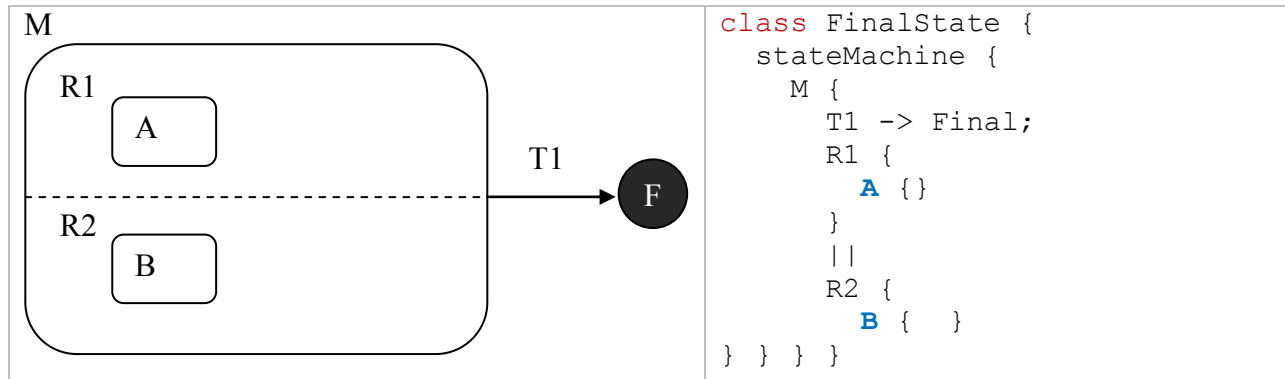 M
R1
A
T1
F
R2
B
class FinalState {
stateMachine {
M {
T1 -> Final;
R1 {
A {}
}
||
R2 {
B {  }
} } } }